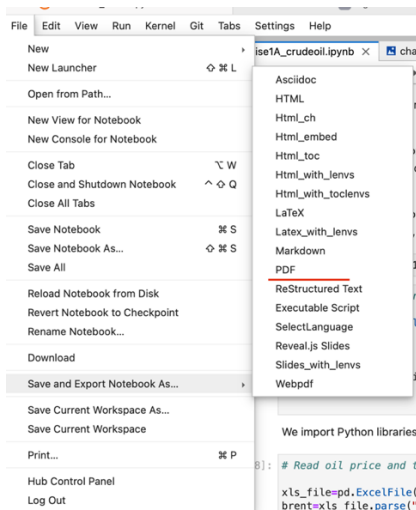 File Edit View Run Kernel Git Tabs Settings Help
New
New Launcher ⇧ ⌘ L
Open from Path...
New View for Notebook
New Console for Notebook
Close Tab ⌥ W
Close and Shutdown Notebook ^ ⇧ Q
Close All Tabs
Save Notebook ⌘ S
Save Notebook As... ⇧ ⌘ S
Save All
Reload Notebook from Disk
Revert Notebook to Checkpoint
Rename Notebook...
Download
Save and Export Notebook As...
Save Current Workspace As...
Save Current Workspace
Print... ⌘ P
Hub Control Panel
Log Out
ise1A_crudeoil.ipynb × cha
Asciidoc
HTML
Html_ch
Html_embed
Html_toc
Html_with_lenvs
Html_with_toclenvs
LaTeX
Latex_with_lenvs
Markdown
PDF
ReStructured Text
Executable Script
SelectLanguage
Reveal.js Slides
Slides_with_lenvs
Webpdf
We import Python libraries
8]: # Read oil price and t
xls_file=pd.ExcelFile(
brent=xls_file.parse("